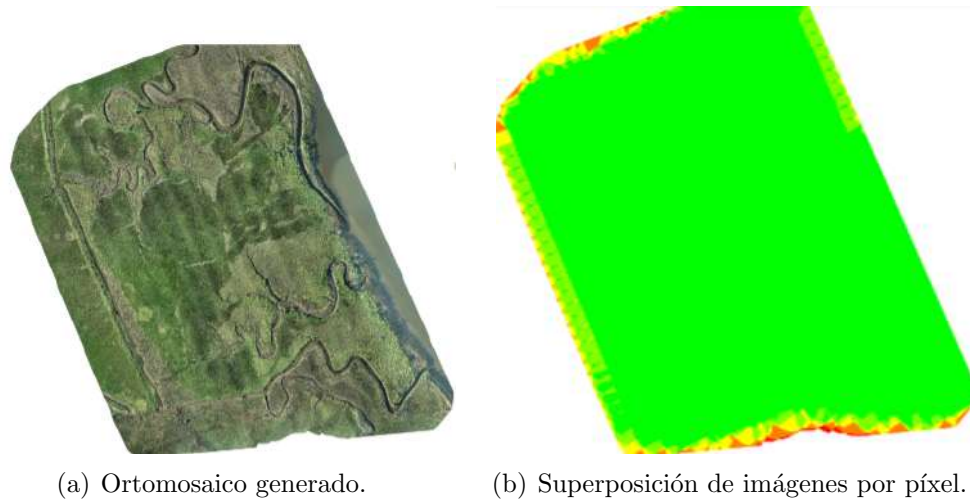 (a) Ortomosaico generado.
(b) Superposición de imágenes por píxel.